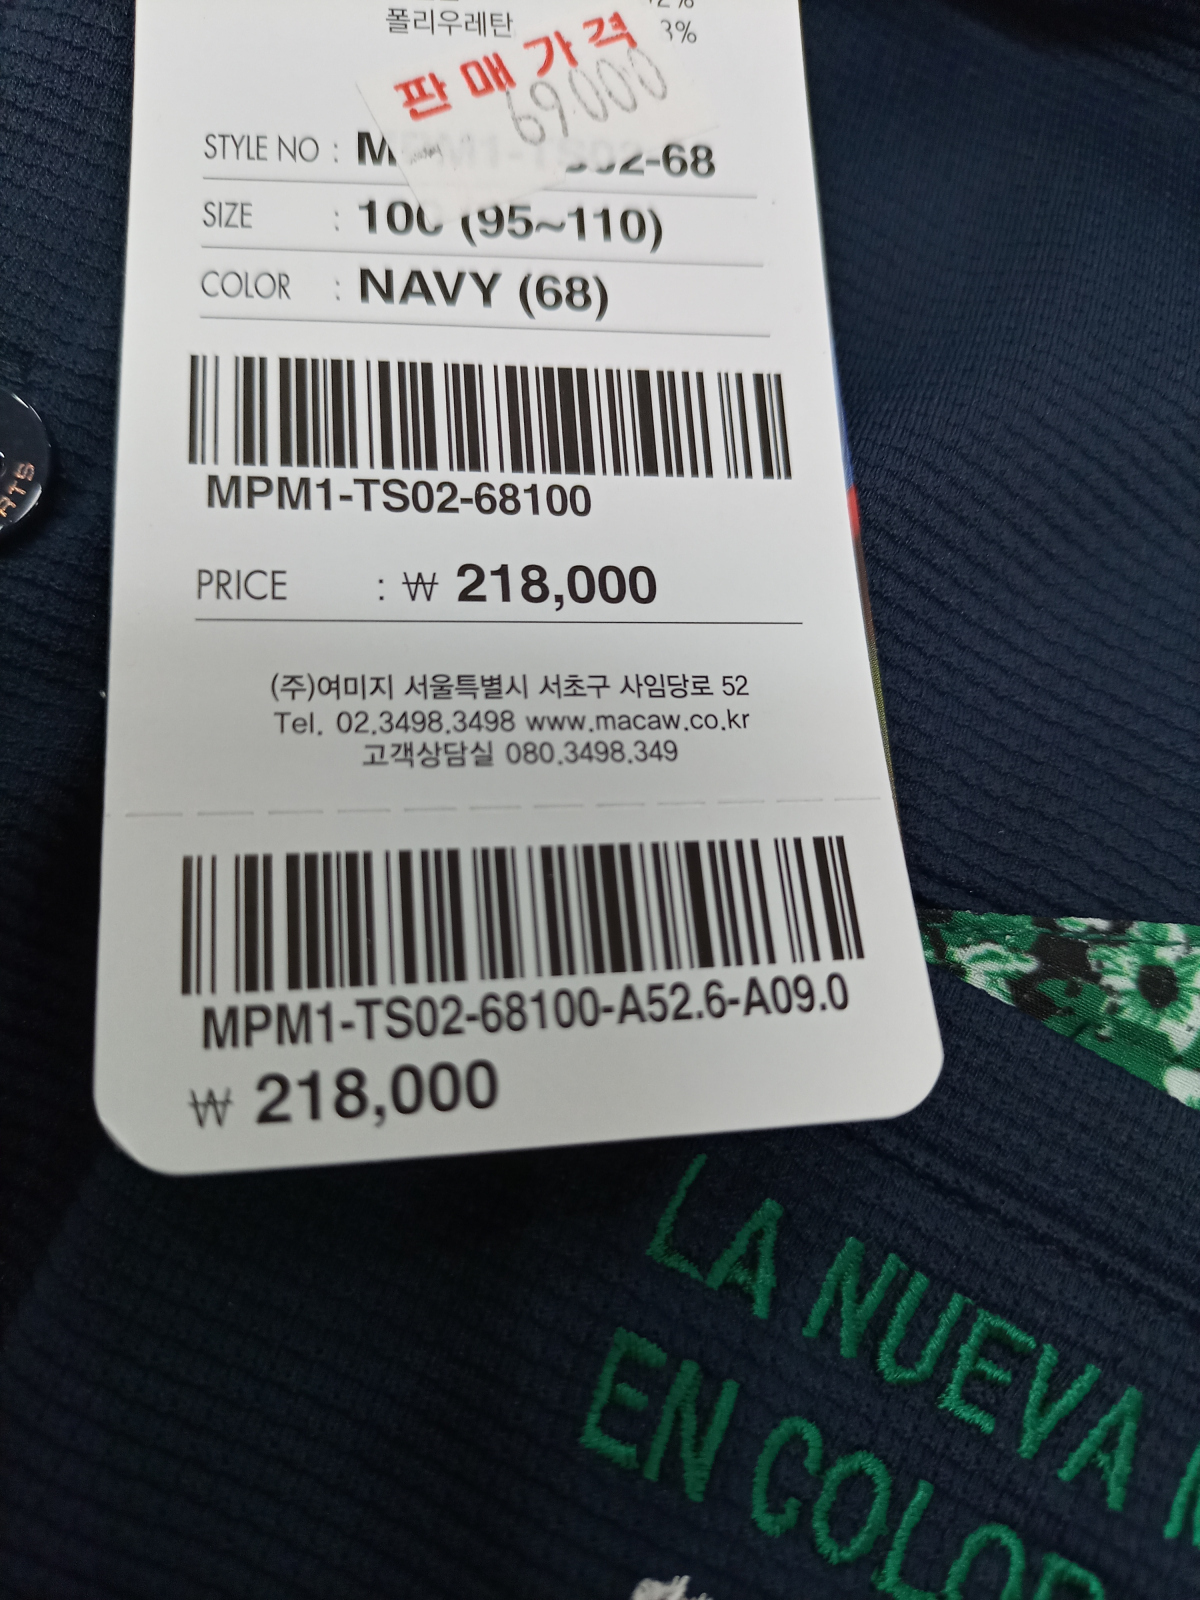 폴리우레탄 3%
판매가격
69.000
STYLE NO : MPM1-TS02-68
SIZE : 100 (95~110)
COLOR : NAVY (68)
MPM1-TS02-68100
PRICE : ₩ 218,000
(주)여미지 서울특별시 서초구 사임당로 52
Tel. 02.3498.3498 www.macaw.co.kr
고객상담실 080.3498.349
MPM1-TS02-68100-A52.6-A09.0
₩ 218,000
LA NUEVA
EN COLOR